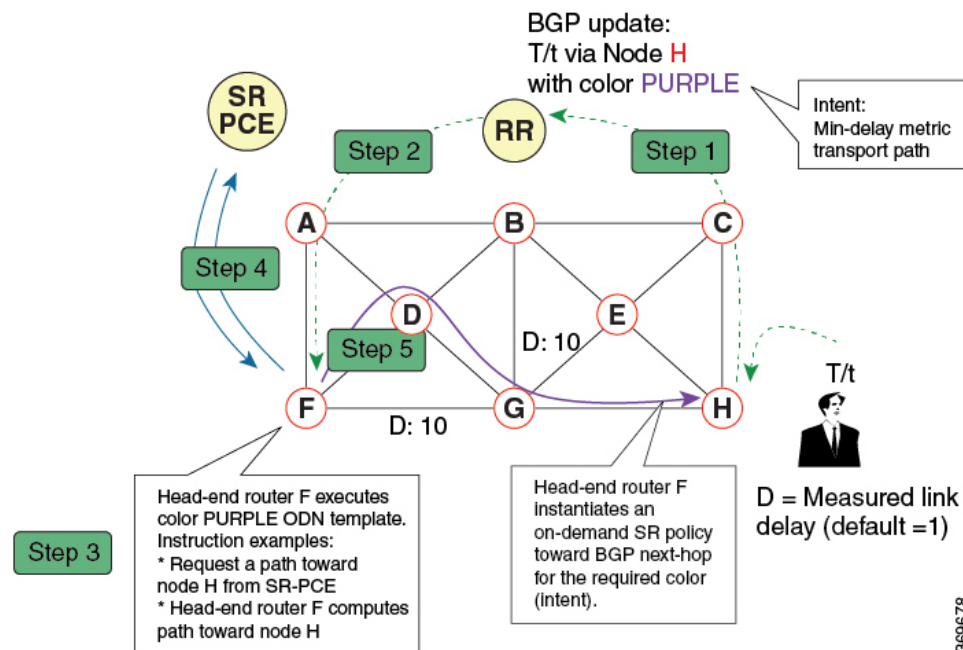 BGP update:
T/t via Node H
with color PURPLE
SR
PCE
RR
Intent:
Min-delay metric
transport path
Step 2
Step 1
A
B
C
Step 4
D
E
Step 5
D: 10
T/t
F
G
H
D: 10
Head-end router F executes
color PURPLE ODN template.
Instruction examples:
* Request a path toward
node H from SR-PCE
* Head-end router F computes
path toward node H
Head-end router F
instantiates an
on-demand SR policy
toward BGP next-hop
for the required color
(intent).
D = Measured link
delay (default =1)
Step 3
369678